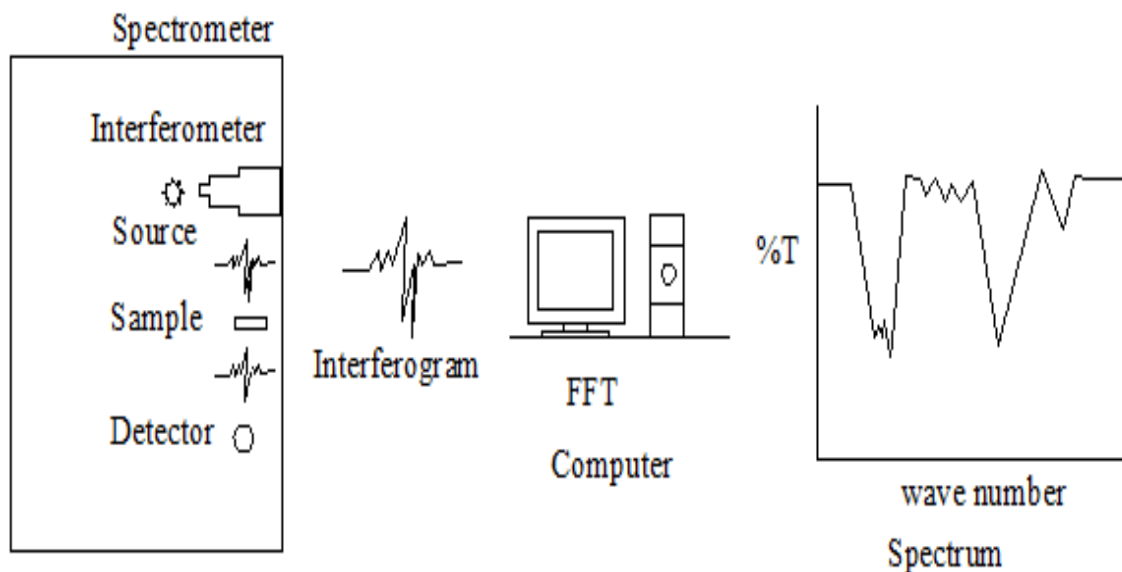 Spectrometer
Interferometer
Source
Sample
Detector
Interferogram
FFT
Computer
%T
wave number
Spectrum